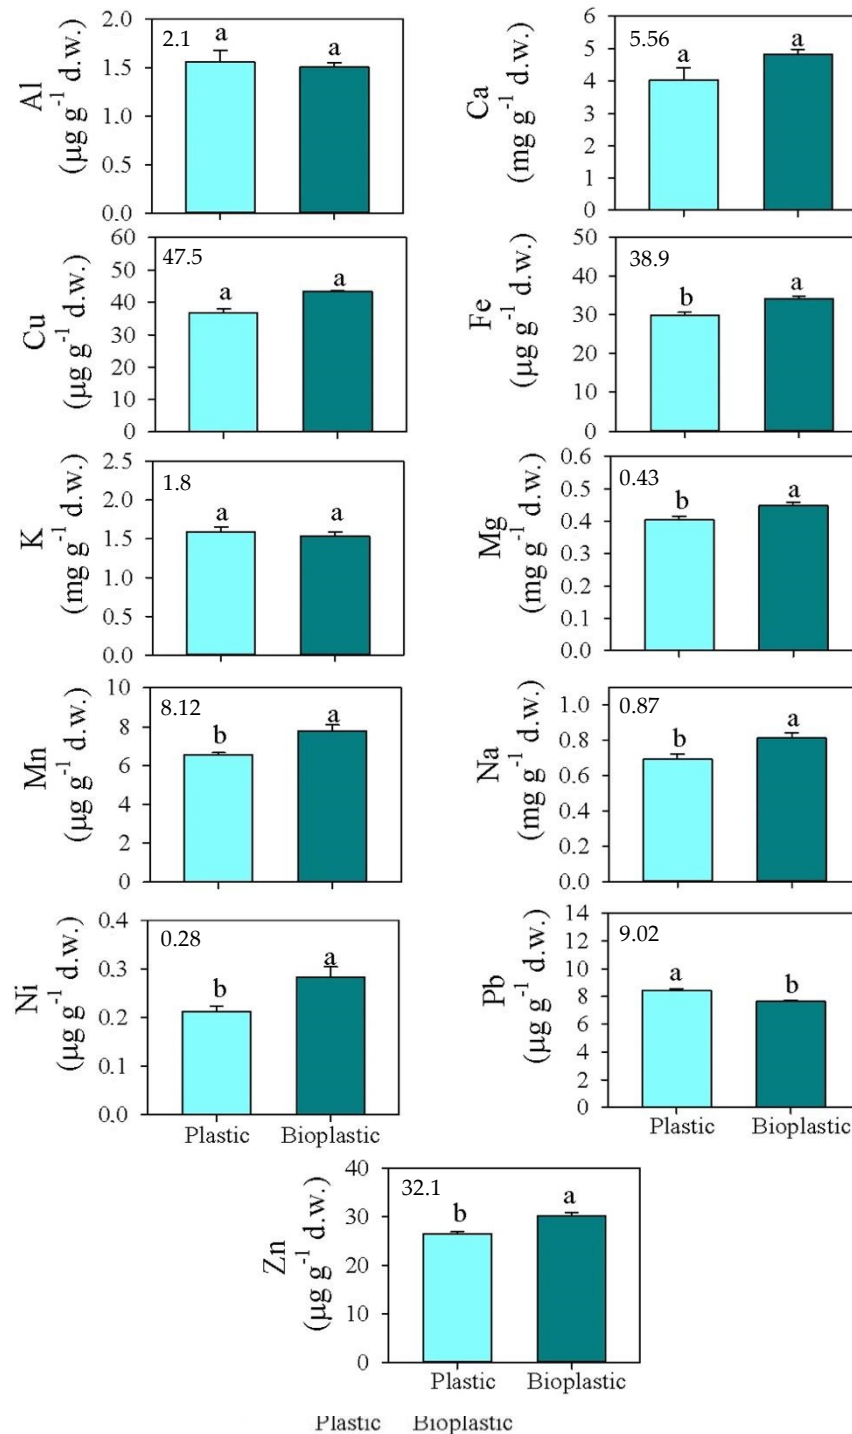 Al
(µg g-1 d.w.)
2.0
1.5
1.0
0.5
0.0
2.1
a
a
Ca
(mg g-1 d.w.)
6
5
4
3
2
1
0
5.56
a
a
Cu
(µg g-1 d.w.)
60
50
40
30
20
10
0
47.5
a
a
Fe
(µg g-1 d.w.)
50
40
30
20
10
0
38.9
b
a
K
(mg g-1 d.w.)
2.5
2.0
1.5
1.0
0.5
0.0
1.8
a
a
Mg
(mg g-1 d.w.)
0.6
0.5
0.4
0.3
0.2
0.1
0.0
0.43
b
a
Mn
(µg g-1 d.w.)
10
8
6
4
2
0
8.12
b
a
Na
(mg g-1 d.w.)
1.0
0.8
0.6
0.4
0.2
0.0
0.87
b
a
Ni
(µg g-1 d.w.)
0.4
0.3
0.2
0.1
0.0
0.28
b
a
Plastic Bioplastic
Pb
(µg g-1 d.w.)
14
12
10
8
6
4
2
0
9.02
a
b
Plastic Bioplastic
Zn
(µg g-1 d.w.)
40
30
20
10
0
32.1
b
a
Plastic Bioplastic
Plastic Bioplastic